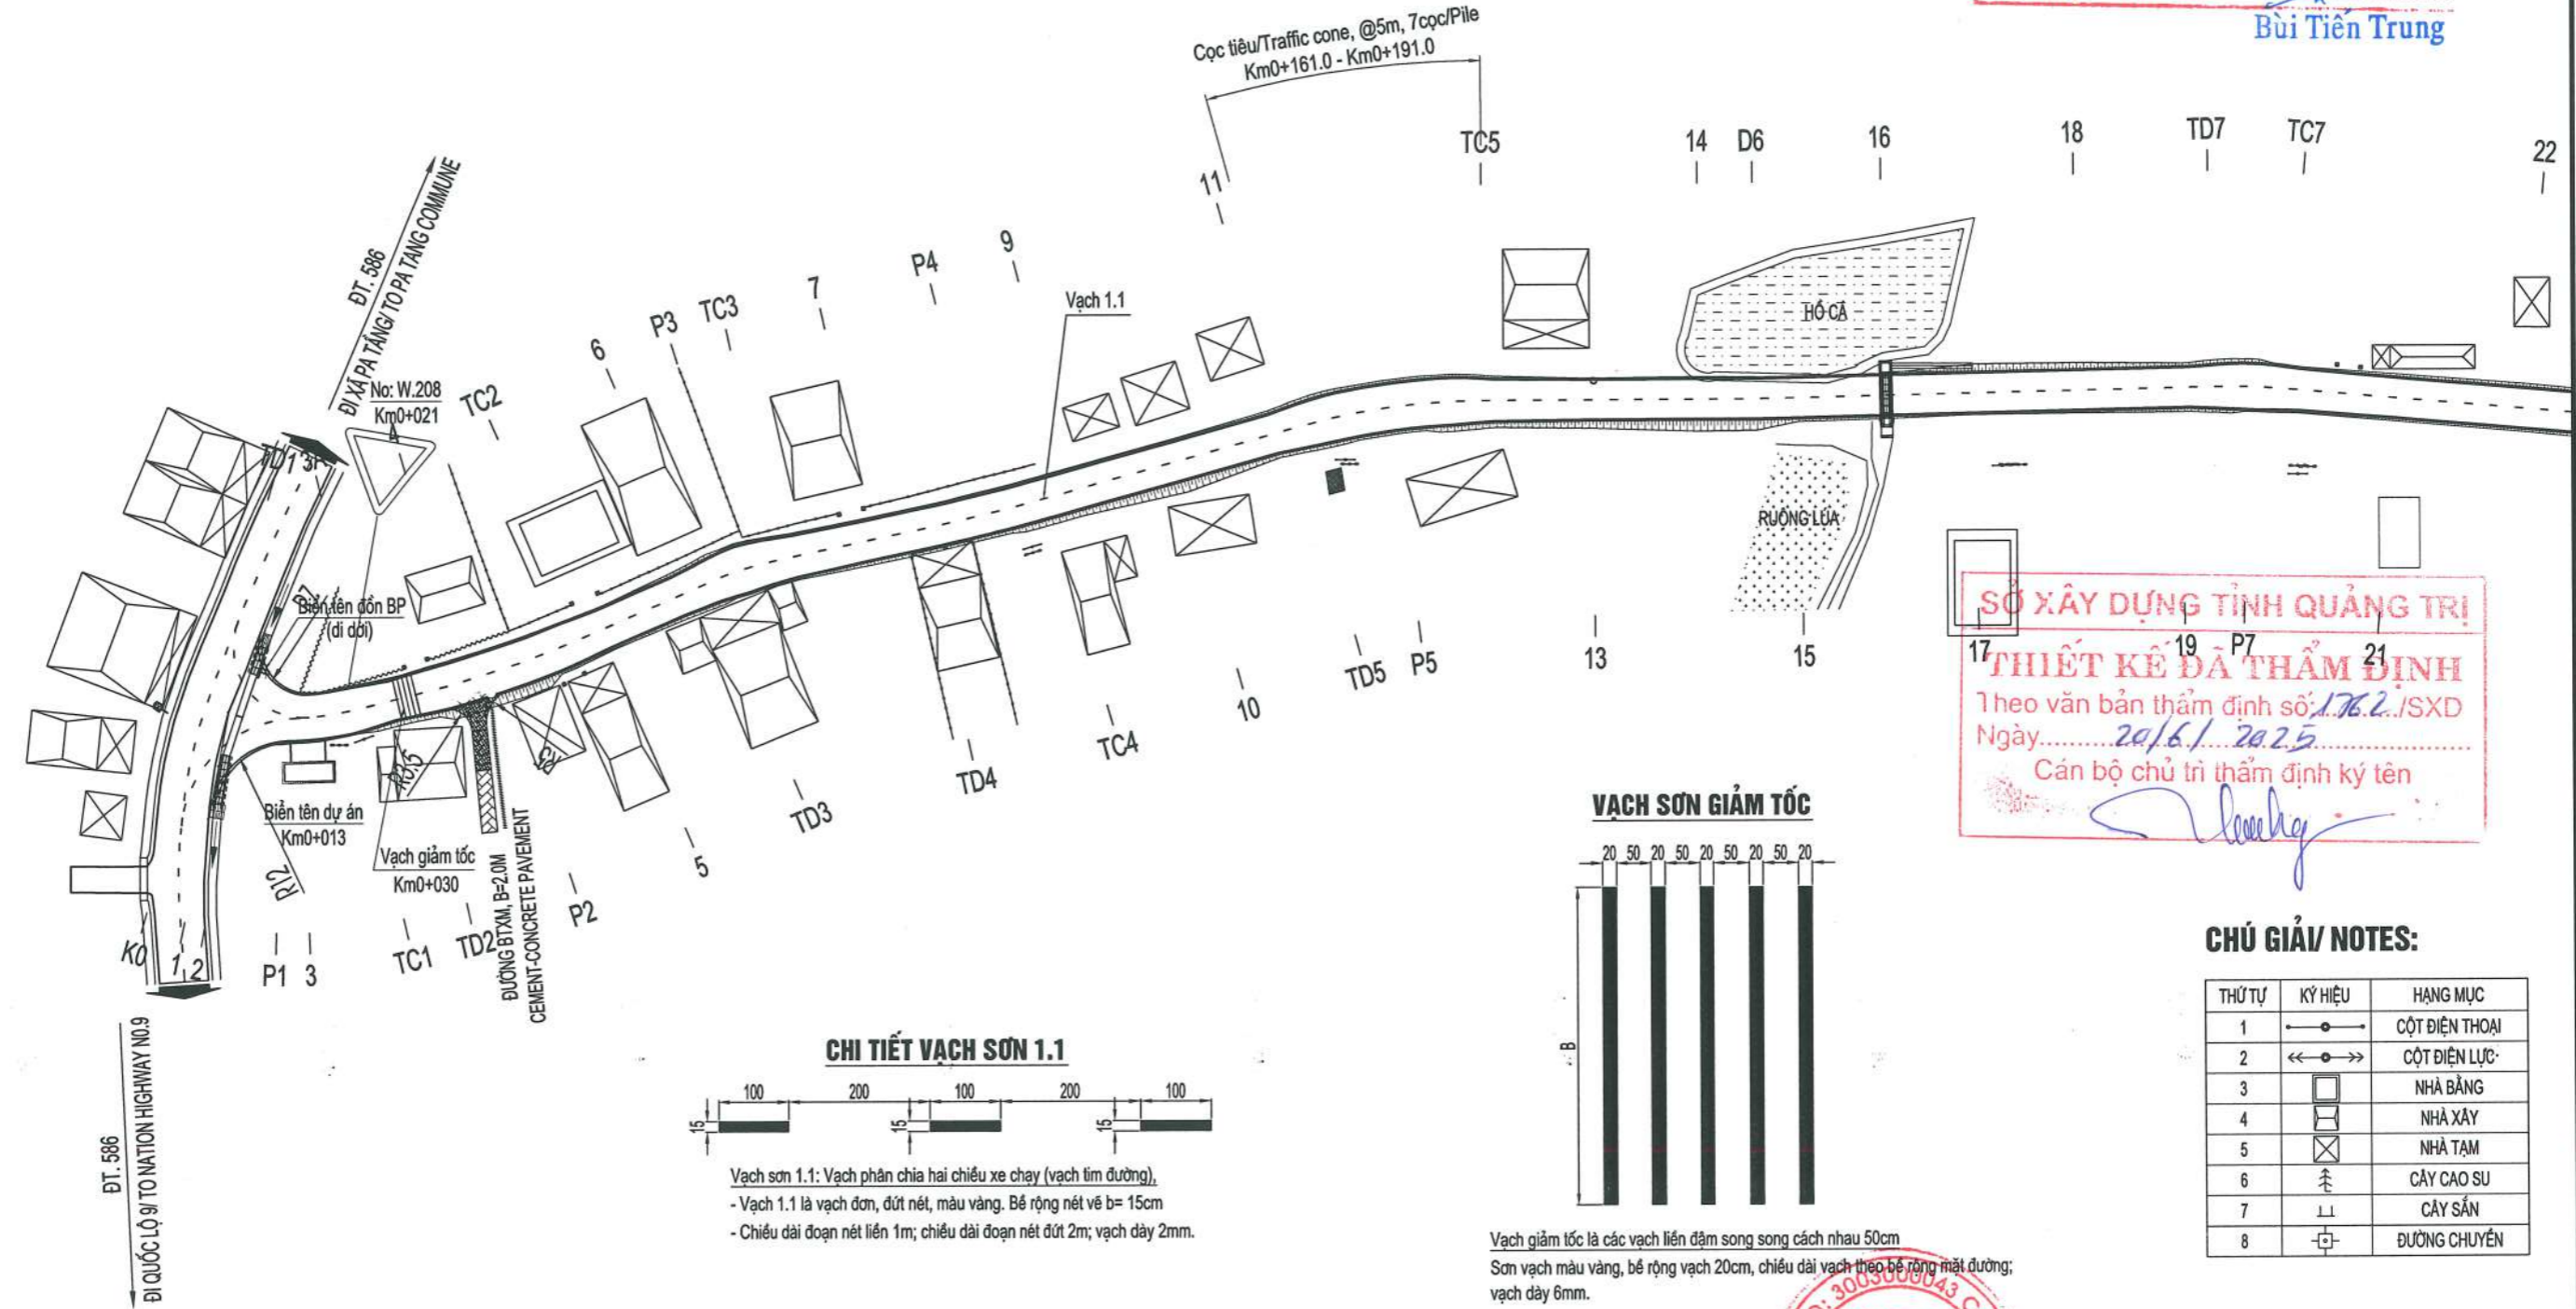 Bùi Tiến Trung
Cọc tiêu/Traffic cone, @5m, 7cọc/Pile
Km0+161.0 - Km0+191.0
TC5
14
D6
16
18
TD7
TC7
22
11
9
P4
7
TC3
P3
6
TC2
ĐT. 586
ĐI XÃ PA TẦNG/ TO PA TANG COMMUNE
No: W.208
Km0+021
Vạch 1.1
HỒ CÁ
RUỘNG LÚA
TD1
Biển tên đồn BP
(di dời)
R7
R3.5
R5
R12
Biển tên dự án
Km0+013
Vạch giảm tốc
Km0+030
ĐƯỜNG BTXM, B=2.0M
CEMENT-CONCRETE PAVEMENT
K0
1
2
P1
3
TC1
TD2
P2
5
TD3
TD4
TC4
10
TD5
P5
13
15
17
19
P7
21
ĐT. 586
ĐI QUỐC LỘ 9/ TO NATION HIGHWAY NO.9
SỞ XÂY DỰNG TỈNH QUẢNG TRỊ
THIẾT KẾ ĐÃ THẨM ĐỊNH
Theo văn bản thẩm định số: 1762/SXD
Ngày 20/6/ 2025
Cán bộ chủ trì thẩm định ký tên
CHI TIẾT VẠCH SƠN 1.1
100 200 100 200 100
15 15 15
Vạch sơn 1.1: Vạch phân chia hai chiều xe chạy (vạch tim đường),
- Vạch 1.1 là vạch đơn, đứt nét, màu vàng. Bề rộng nét vẽ b= 15cm
- Chiều dài đoạn nét liền 1m; chiều dài đoạn nét đứt 2m; vạch dày 2mm.
VẠCH SƠN GIẢM TỐC
20 50 20 50 20 50 20 50 20
B
Vạch giảm tốc là các vạch liền đậm song song cách nhau 50cm
Sơn vạch màu vàng, bề rộng vạch 20cm, chiều dài vạch theo bề rộng mặt đường;
vạch dày 6mm.
3003000043
CHÚ GIẢI/ NOTES:
THỨ TỰ KÝ HIỆU HẠNG MỤC
1 CỘT ĐIỆN THOẠI
2 CỘT ĐIỆN LỰC
3 NHÀ BẰNG
4 NHÀ XÂY
5 NHÀ TẠM
6 CÂY CAO SU
7 CÂY SẮN
8 ĐƯỜNG CHUYỀN